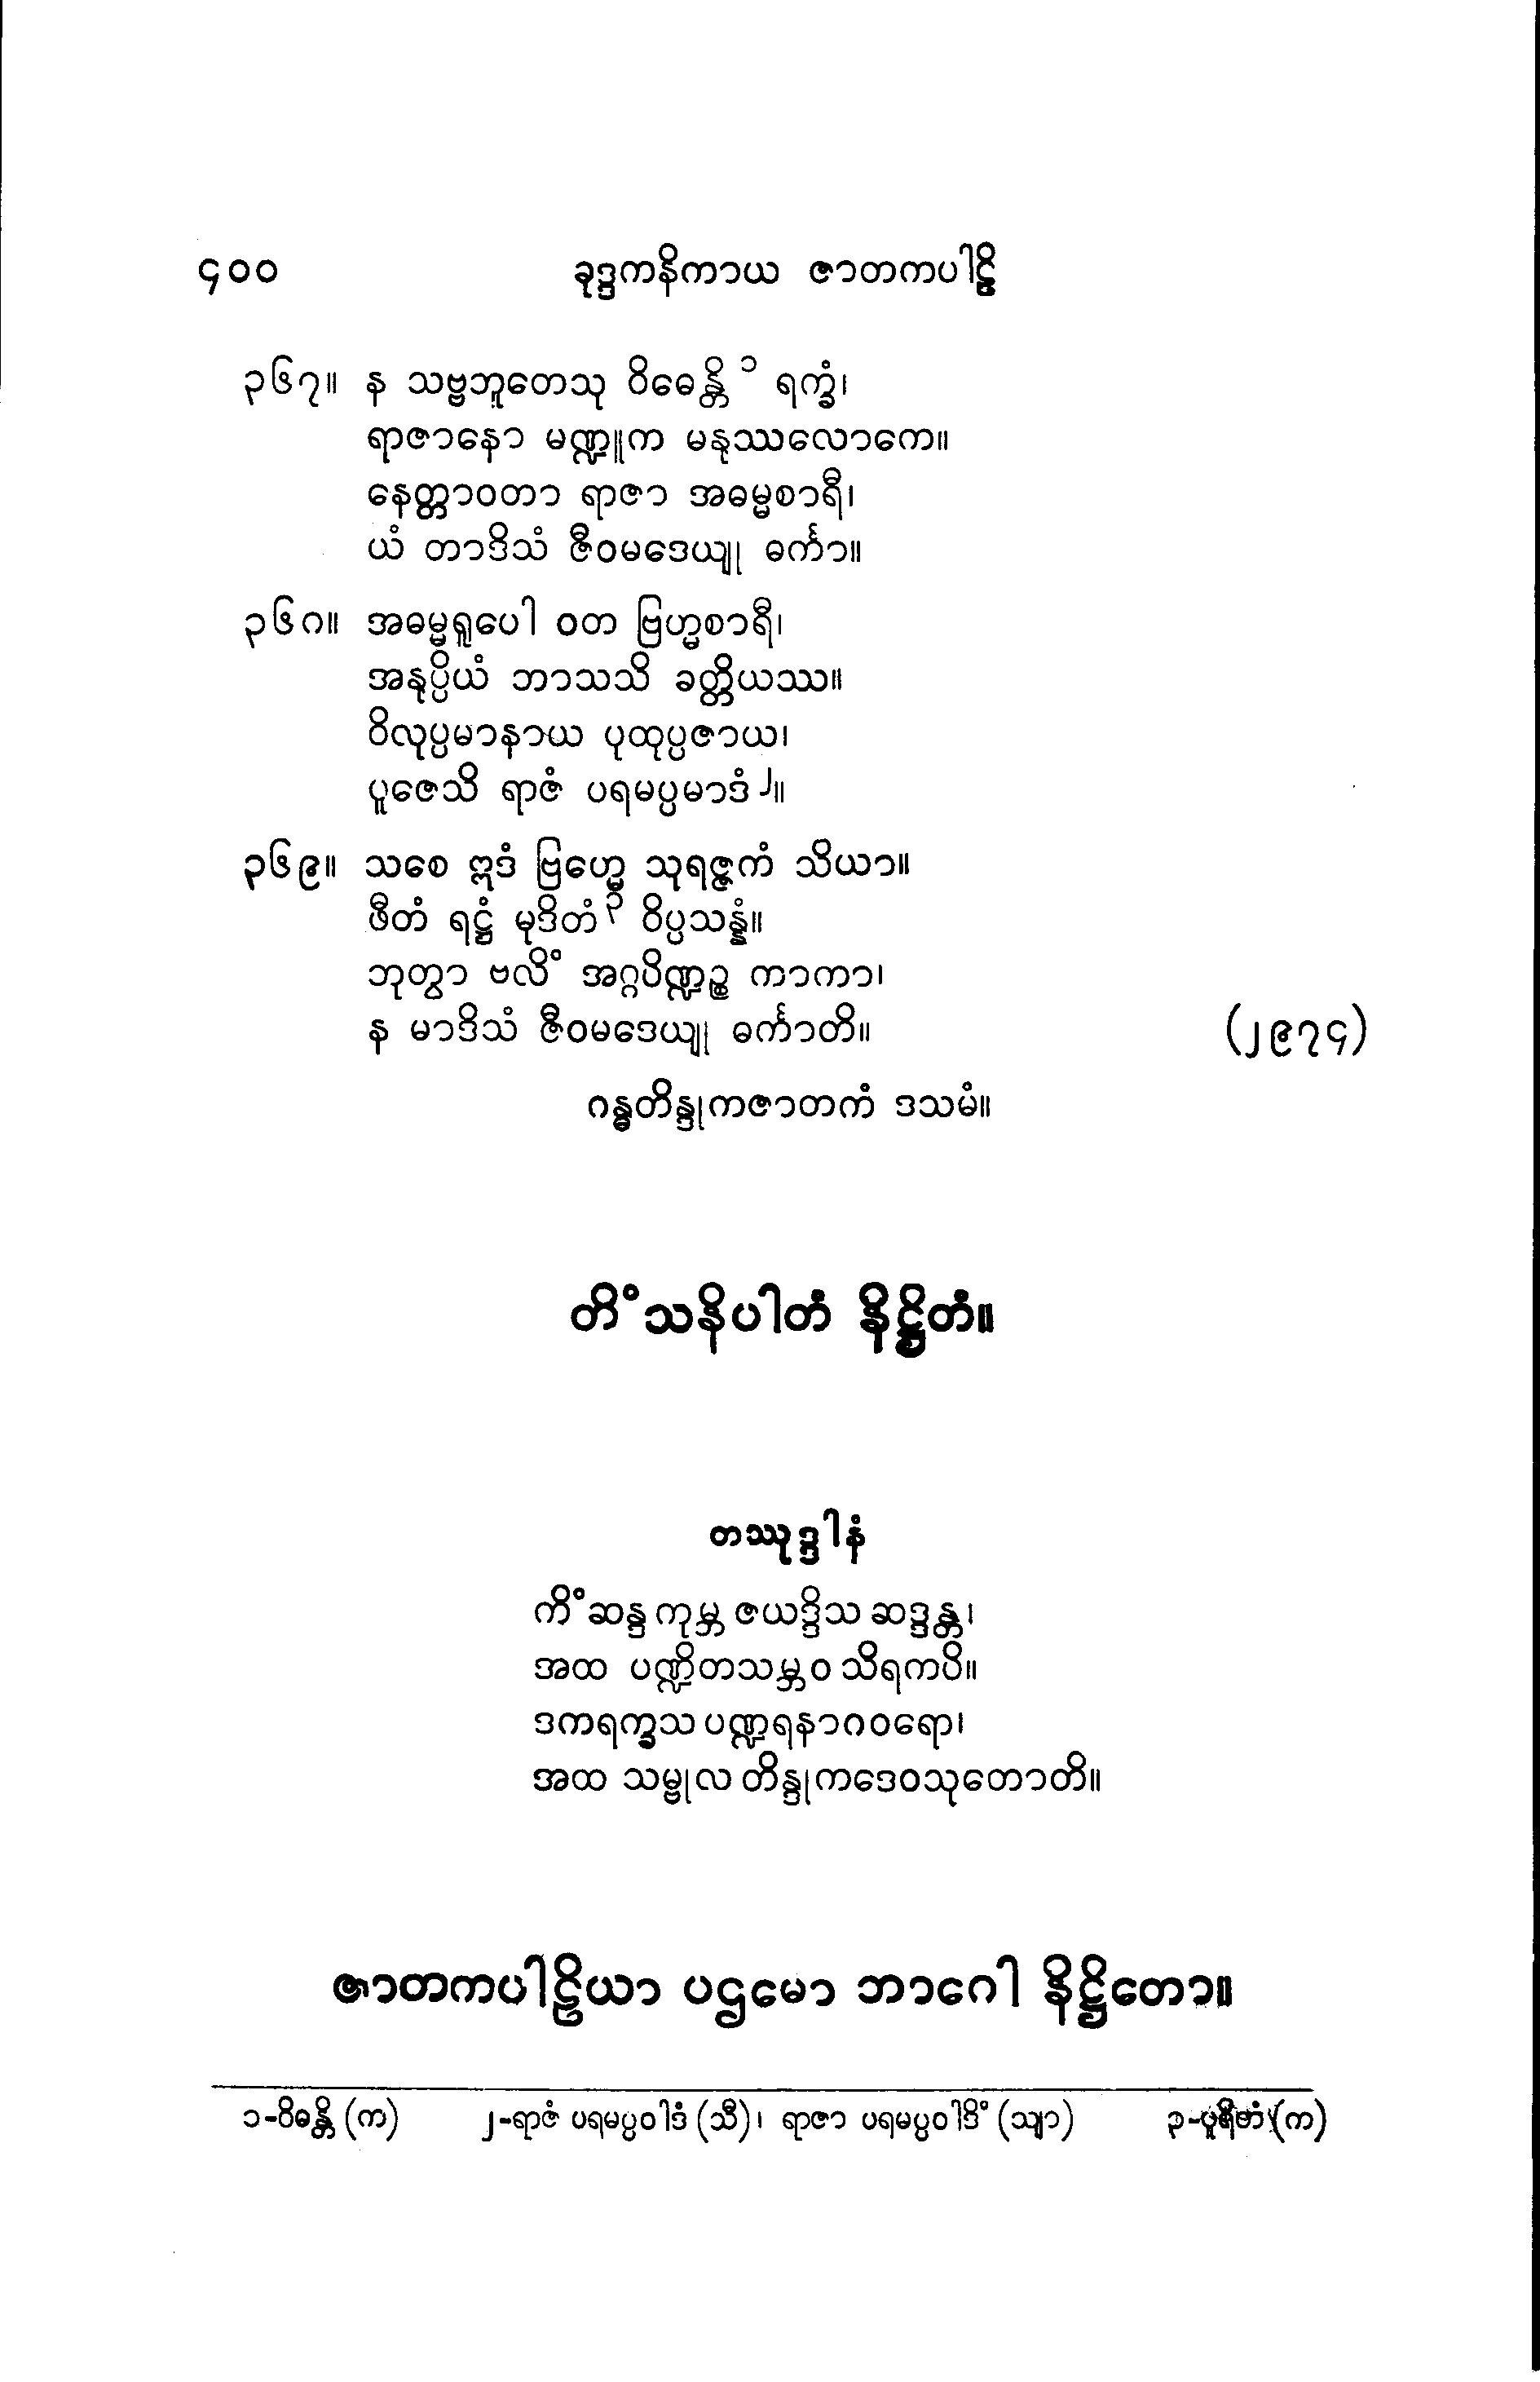 ၄၀၀ ခုဒ္ဒကနိကာယ ဇာတကပါဠိ
၃၆၇။ န သဗ္ဗဘူတေသု ဝိဓေန္တိ ၁ ရက္ခံ၊
ရာဇာနော မဏ္ဍူက မနုဿလောကေ။
နေတ္တာဝတာ ရာဇာ အဓမ္မစာရီ၊
ယံ တာဒိသံ ဇီဝမဒေယျု ဓင်္ကာ။
၃၆၈။ အဓမ္မရူပေါ ဝတ ဗြဟ္မစာရီ၊
အနုပ္ပိယံ ဘာသသိ ခတ္တိယဿ။
ဝိလုပ္ပမာနာယ ပုထုပ္ပဇာယ၊
ပူဇေသိ ရာဇံ ပရမပ္ပမာဒံ ၂။
၃၆၉။ သစေ ဣဒံ ဗြဟ္မေ သုရဇ္ဇကံ သိယာ။
ဖီတံ ရဋ္ဌံ မုဒိတံ ၃ ဝိပ္ပသန္နံ။
ဘုတွာ ဗလိံ အဂ္ဂပိဏ္ဍဉ္စ ကာကာ၊
န မာဒိသံ ဇီဝမဒေယျု ဓင်္ကာတိ။ (၂၉၇၄)
ဂန္ဓတိန္ဒုကဇာတကံ ဒသမံ။
တိံသနိပါတံ နိဋ္ဌိတံ။
တဿုဒ္ဒါနံ
ကိံဆန္ဒ ကုမ္ဘ ဇယဒ္ဒိသ ဆဒ္ဒန္တ၊
အထ ပဏ္ဍိတသမ္ဘဝ သိရကပိ။
ဒကရက္ခသ ပဏ္ဍရနာဂဝရော၊
အထ သမ္ဗုလ တိန္ဒုကဒေဝသုတောတိ။
ဇာတကပါဠိယာ ပဌမော ဘာဂေါ နိဋ္ဌိတော။
၁-ဝိဓန္တိ (က) ၂-ရာဇံ ပရမပ္ပဝါဒံ (သီ)၊ ရာဇာ ပရမပ္ပဝါဒိံ (သျာ) ၃-ပူရိတံ (က)